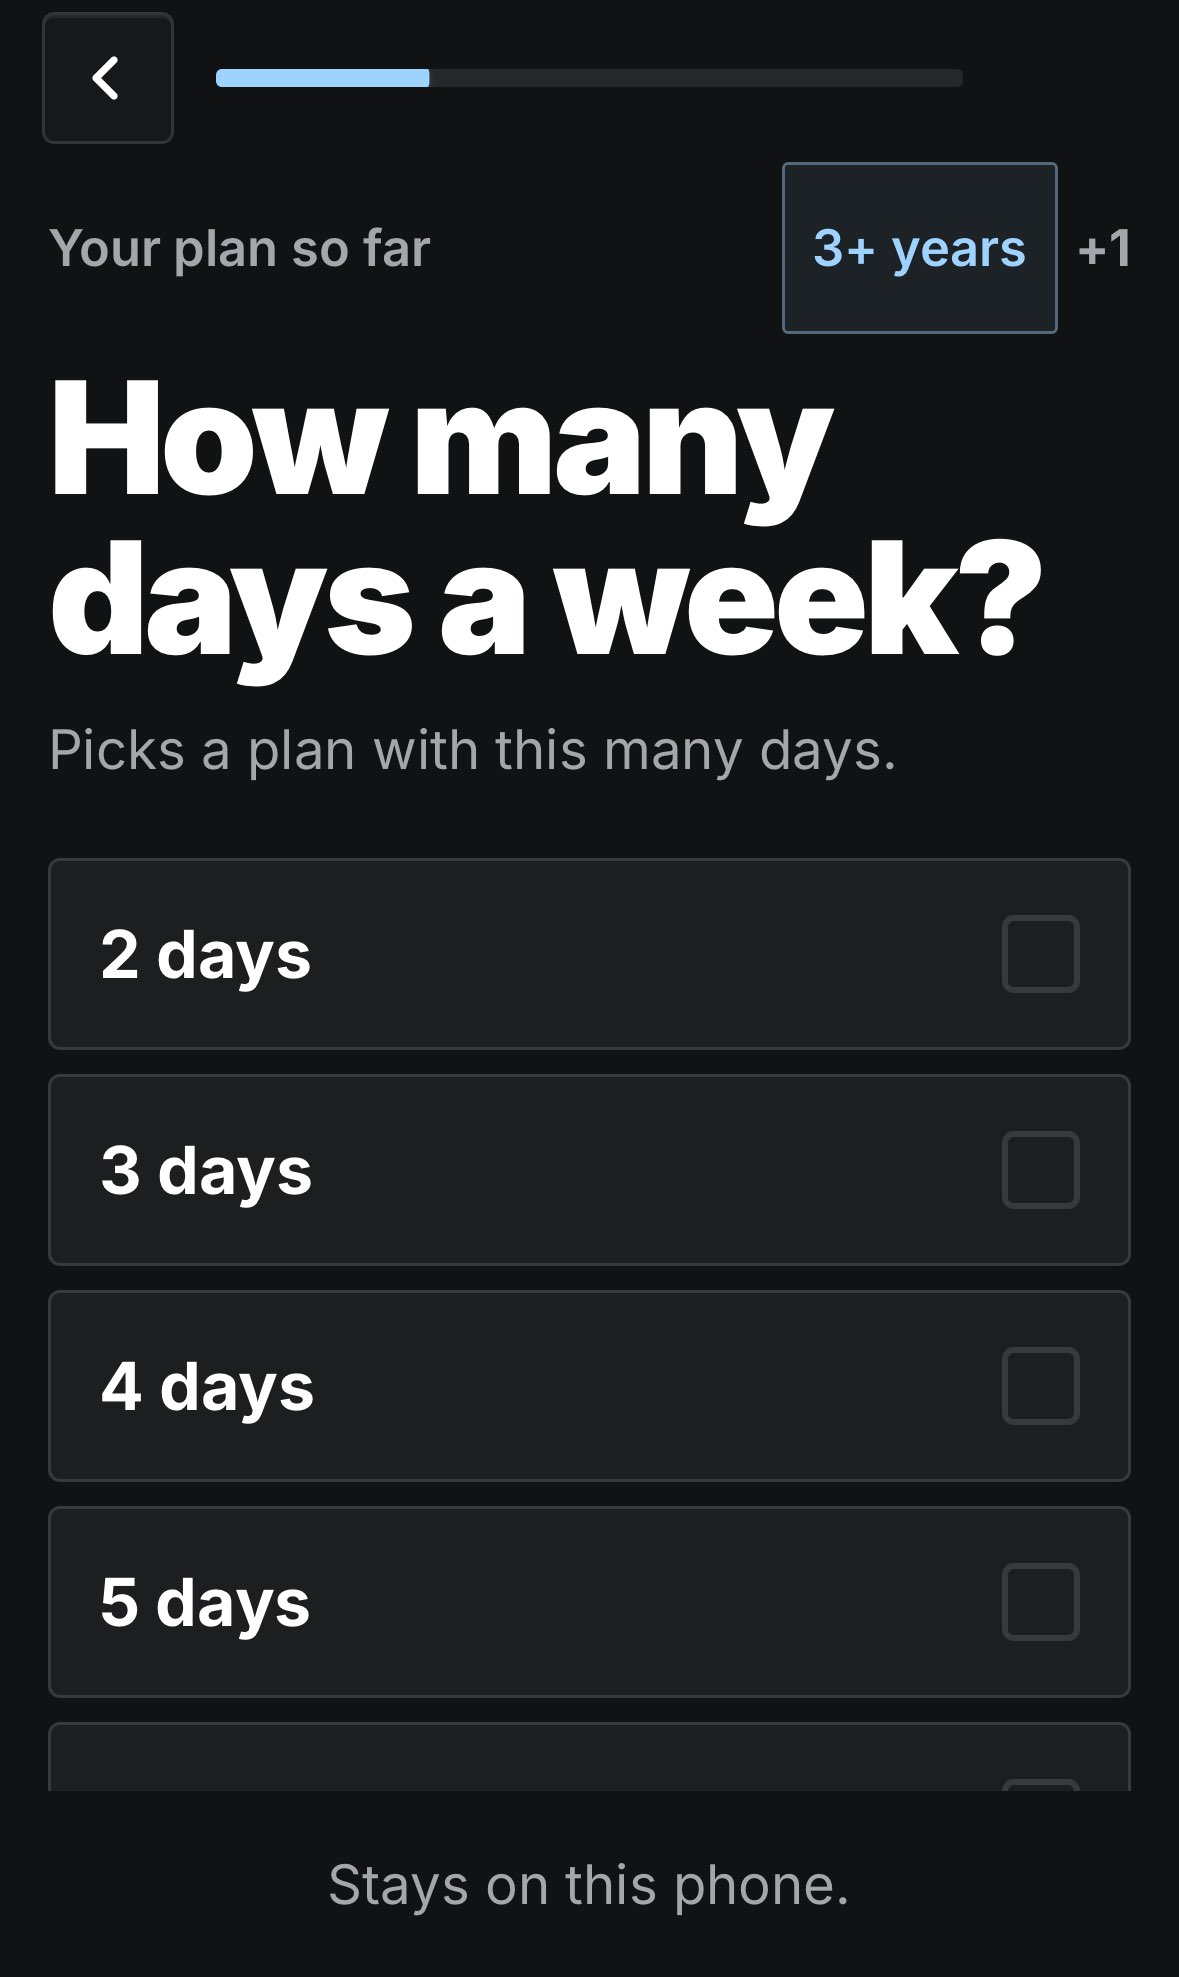 Your plan so far
3+ years
+1
How many
days a week?
Picks a plan with this many days.
2 days
3 days
4 days
5 days
Stays on this phone.